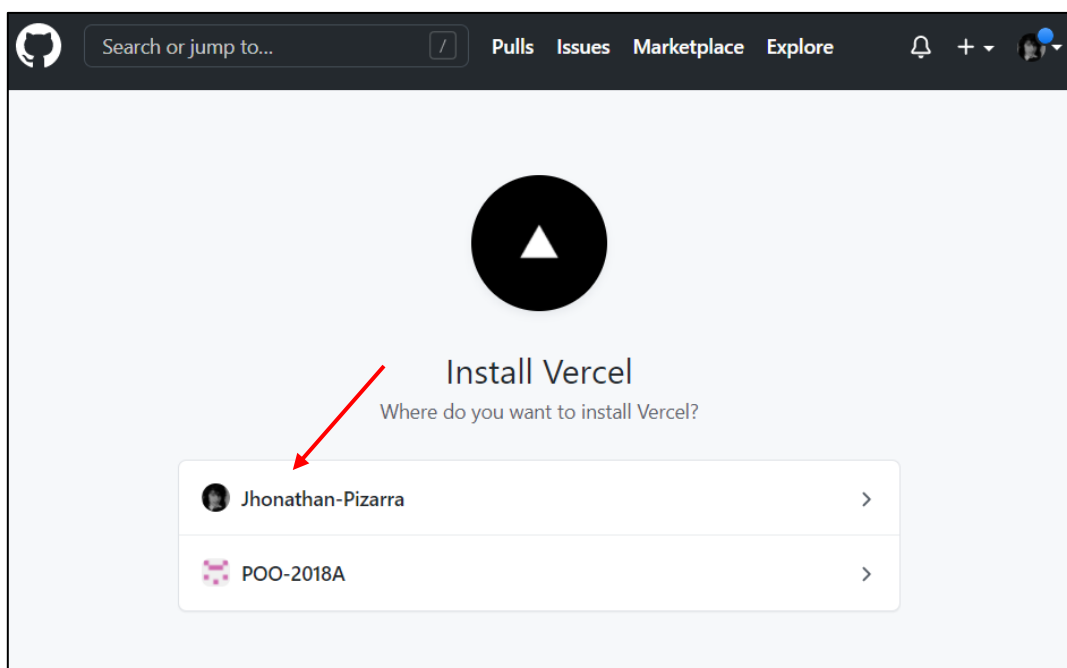 Search or jump to... / Pulls Issues Marketplace Explore
Install Vercel
Where do you want to install Vercel?
Jhonathan-Pizarra
POO-2018A